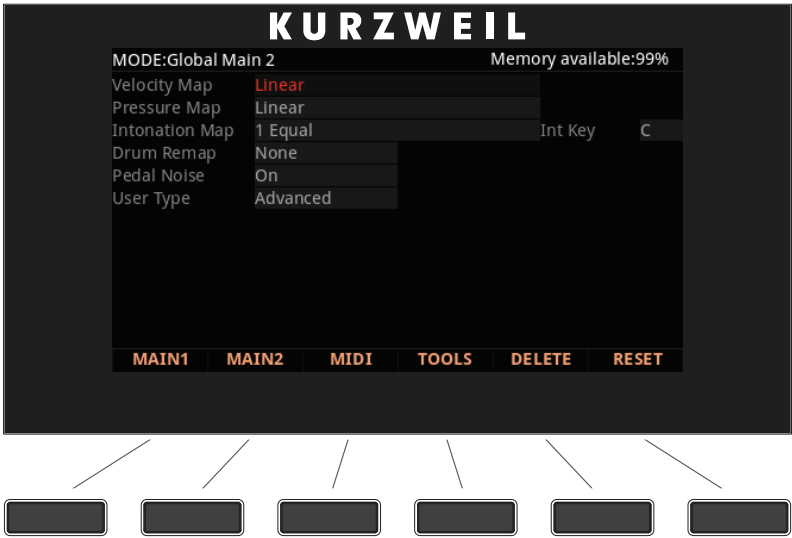 KURZWEIL
MODE:Global Main 2 Memory available:99%
Velocity Map Linear
Pressure Map Linear
Intonation Map 1 Equal Int Key C
Drum Remap None
Pedal Noise On
User Type Advanced
MAIN1 MAIN2 MIDI TOOLS DELETE RESET